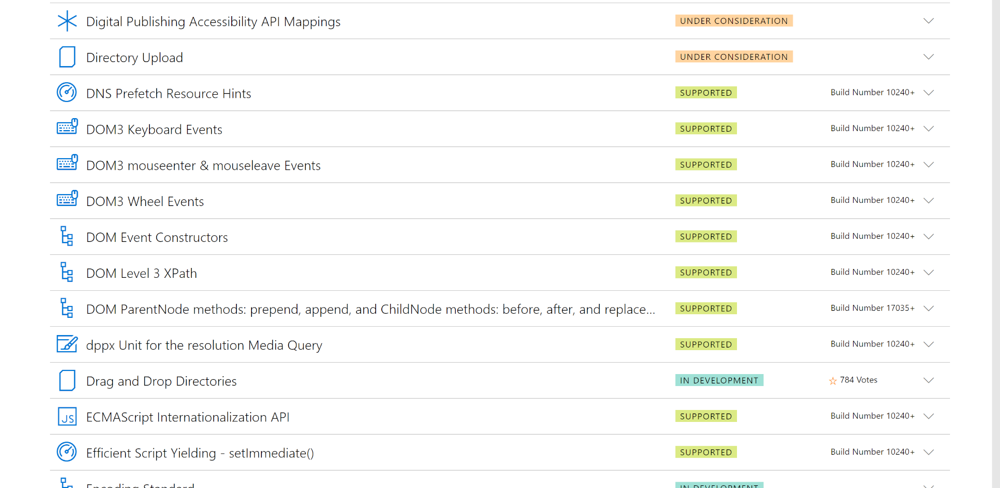 Digital Publishing Accessibility API Mappings UNDER CONSIDERATION
Directory Upload UNDER CONSIDERATION
DNS Prefetch Resource Hints SUPPORTED Build Number 10240+
DOM3 Keyboard Events SUPPORTED Build Number 10240+
DOM3 mouseenter & mouseleave Events SUPPORTED Build Number 10240+
DOM3 Wheel Events SUPPORTED Build Number 10240+
DOM Event Constructors SUPPORTED Build Number 10240+
DOM Level 3 XPath SUPPORTED Build Number 10240+
DOM ParentNode methods: prepend, append, and ChildNode methods: before, after, and replace... SUPPORTED Build Number 17035+
dppx Unit for the resolution Media Query SUPPORTED Build Number 10240+
Drag and Drop Directories IN DEVELOPMENT 784 Votes
JS ECMAScript Internationalization API SUPPORTED Build Number 10240+
Efficient Script Yielding - setImmediate() SUPPORTED Build Number 10240+
Encoding Standard IN DEVELOPMENT